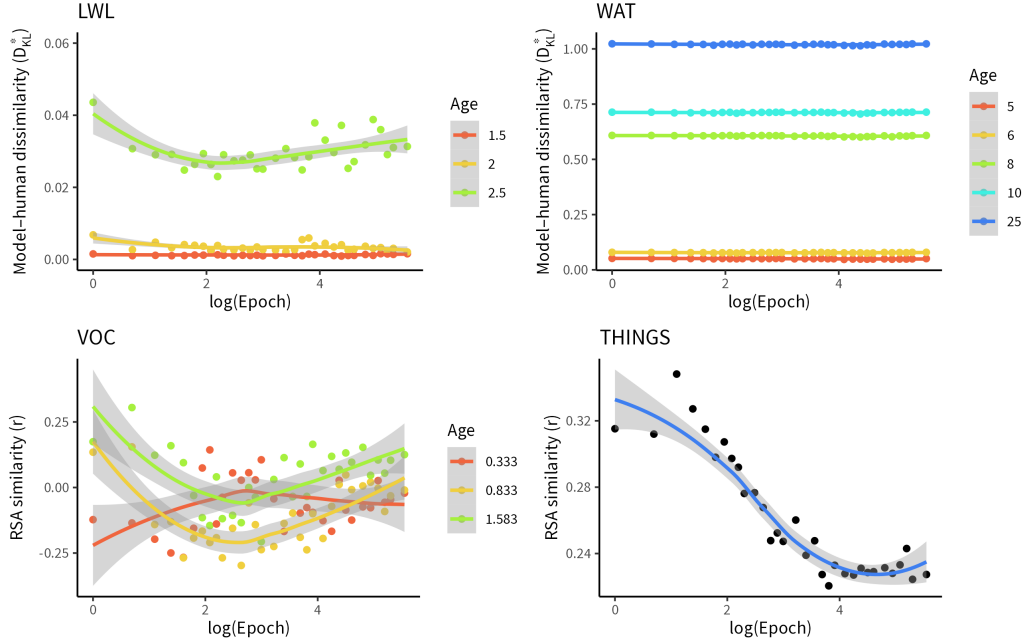 LWL
Model−human dissimilarity (D*KL)
0.06
0.04
0.02
0.00
0
2
4
log(Epoch)
Age
1.5
2
2.5
WAT
Model−human dissimilarity (D*KL)
1.00
0.75
0.50
0.25
0.00
0
2
4
log(Epoch)
Age
5
6
8
10
25
VOC
RSA similarity (r)
0.25
0.00
-0.25
0
2
4
log(Epoch)
Age
0.333
0.833
1.583
THINGS
RSA similarity (r)
0.32
0.28
0.24
0
2
4
log(Epoch)